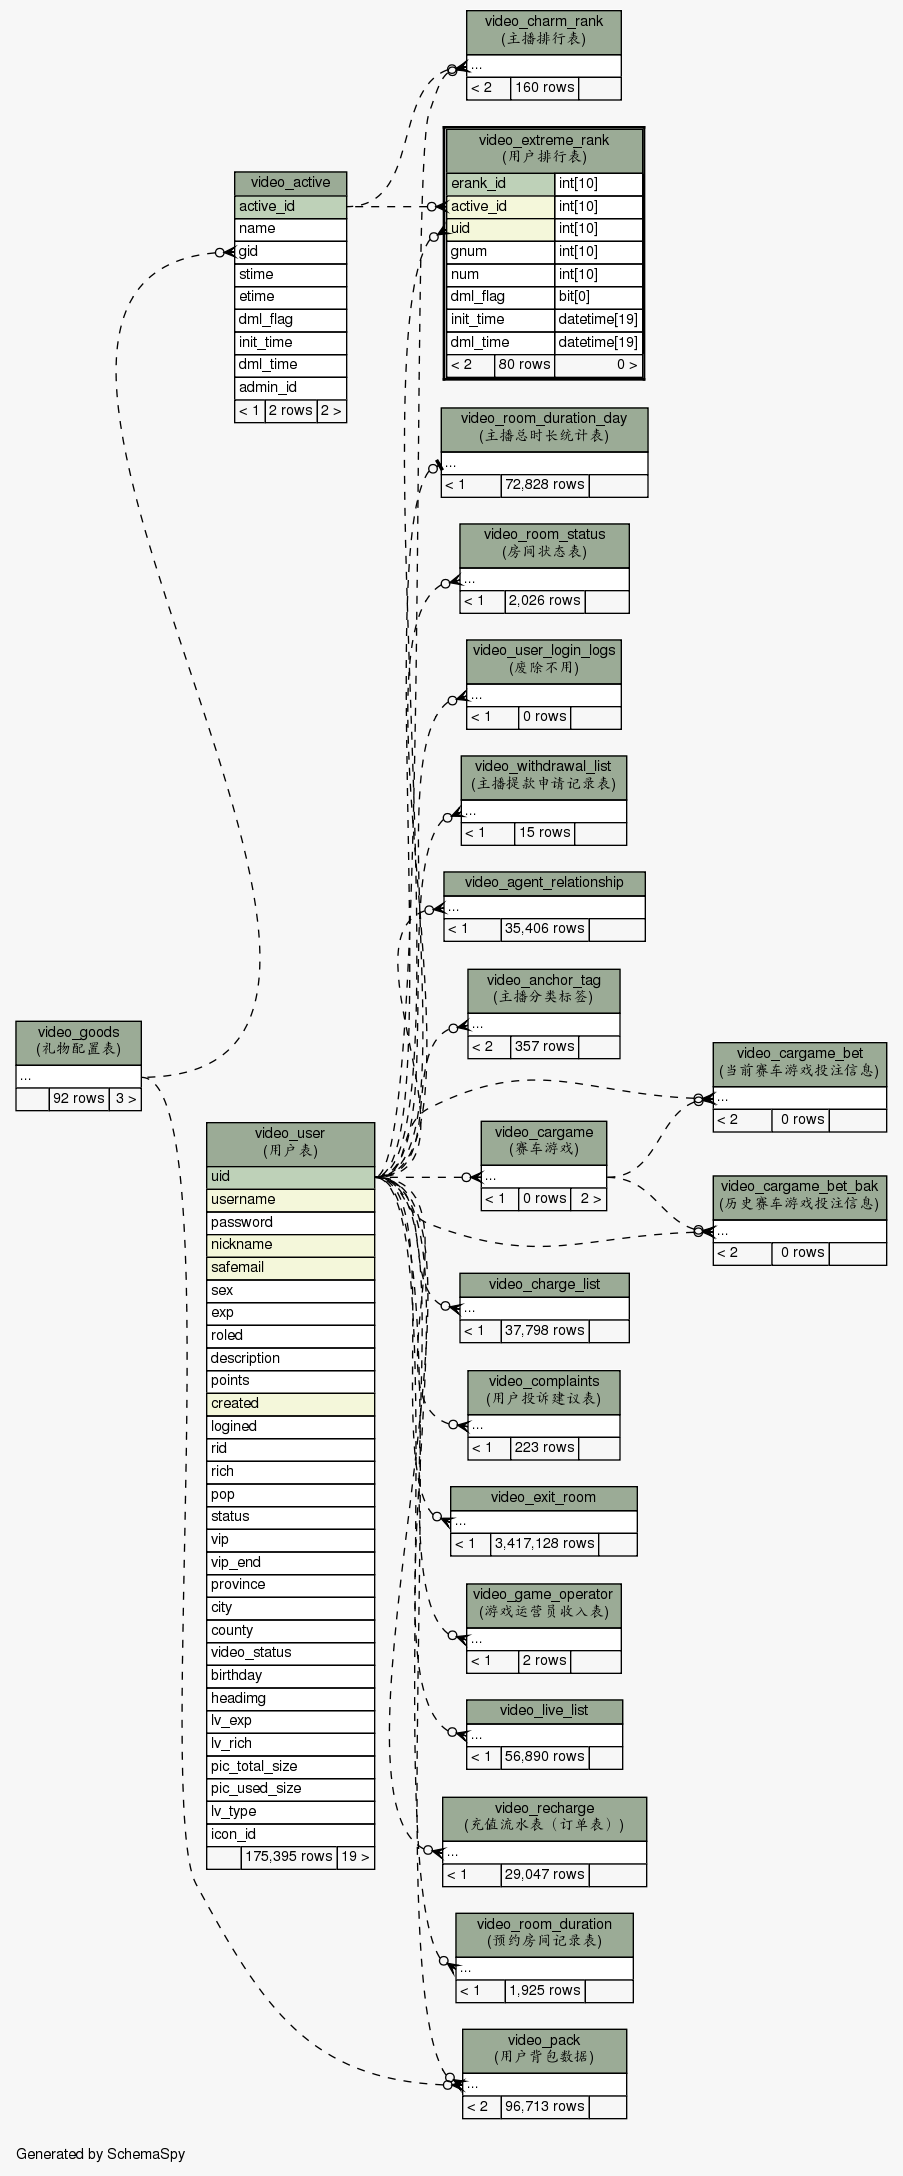 video_charm_rank
(主播排行表)
...
< 2 160 rows
video_extreme_rank
(用户排行表)
erank_id int[10]
active_id int[10]
uid int[10]
gnum int[10]
num int[10]
dml_flag bit[0]
init_time datetime[19]
dml_time datetime[19]
< 2 80 rows 0 >
video_active
active_id
name
gid
stime
etime
dml_flag
init_time
dml_time
admin_id
< 1 2 rows 2 >
video_room_duration_day
(主播总时长统计表)
...
< 1 72,828 rows
video_room_status
(房间状态表)
...
< 1 2,026 rows
video_user_login_logs
(废除不用)
...
< 1 0 rows
video_withdrawal_list
(主播提款申请记录表)
...
< 1 15 rows
video_agent_relationship
...
< 1 35,406 rows
video_anchor_tag
(主播分类标签)
...
< 2 357 rows
video_goods
(礼物配置表)
...
92 rows 3 >
video_cargame_bet
(当前赛车游戏投注信息)
...
< 2 0 rows
video_cargame
(赛车游戏)
...
< 1 0 rows 2 >
video_cargame_bet_bak
(历史赛车游戏投注信息)
...
< 2 0 rows
video_user
(用户表)
uid
username
password
nickname
safemail
sex
exp
roled
description
points
created
logined
rid
rich
pop
status
vip
vip_end
province
city
county
video_status
birthday
headimg
lv_exp
lv_rich
pic_total_size
pic_used_size
lv_type
icon_id
175,395 rows 19 >
video_charge_list
...
< 1 37,798 rows
video_complaints
(用户投诉建议表)
...
< 1 223 rows
video_exit_room
...
< 1 3,417,128 rows
video_game_operator
(游戏运营员收入表)
...
< 1 2 rows
video_live_list
...
< 1 56,890 rows
video_recharge
(充值流水表（订单表）)
...
< 1 29,047 rows
video_room_duration
(预约房间记录表)
...
< 1 1,925 rows
video_pack
(用户背包数据)
...
< 2 96,713 rows
Generated by SchemaSpy